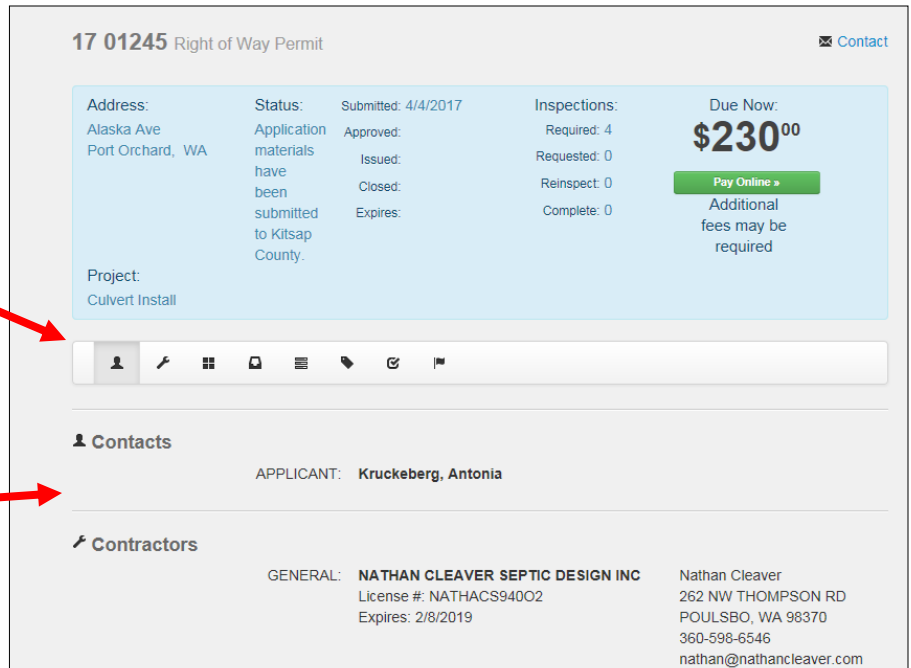 17 01245 Right of Way Permit
Contact
Address:
Alaska Ave
Port Orchard, WA
Project:
Culvert Install
Status:
Application
materials
have
been
submitted
to Kitsap
County.
Submitted: 4/4/2017
Approved:
Issued:
Closed:
Expires:
Inspections:
Required: 4
Requested: 0
Reinspect: 0
Complete: 0
Due Now:
$230⁰⁰
Pay Online »
Additional
fees may be
required
Contacts
APPLICANT: Kruckeberg, Antonia
Contractors
GENERAL: NATHAN CLEAVER SEPTIC DESIGN INC
License #: NATHACS940O2
Expires: 2/8/2019
Nathan Cleaver
262 NW THOMPSON RD
POULSBO, WA 98370
360-598-6546
nathan@nathancleaver.com